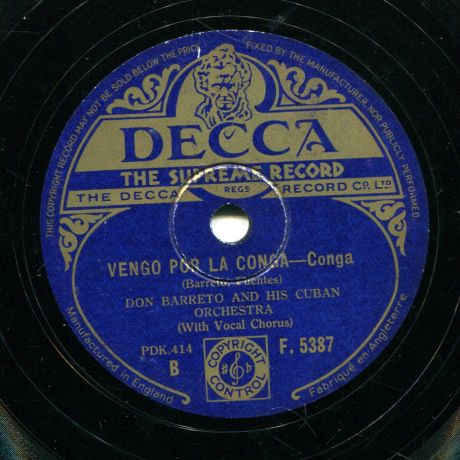 THIS COPYRIGHT RECORD MAY NOT BE SOLD BELOW THE PRICE FIXED BY THE MANUFACTURER, NOR PUBLICLY PERFORMED.
DECCA
THE SUPREME RECORD
THE DECCA REGD RECORD CO. LTD.
VENGO POR LA CONGA—Conga
(Barreto, Fuentes)
DON BARRETO AND HIS CUBAN
ORCHESTRA
(With Vocal Chorus)
PDK.414
B
F. 5387
COPYRIGHT CONTROL
Manufactured in England
Fabriqué en Angleterre